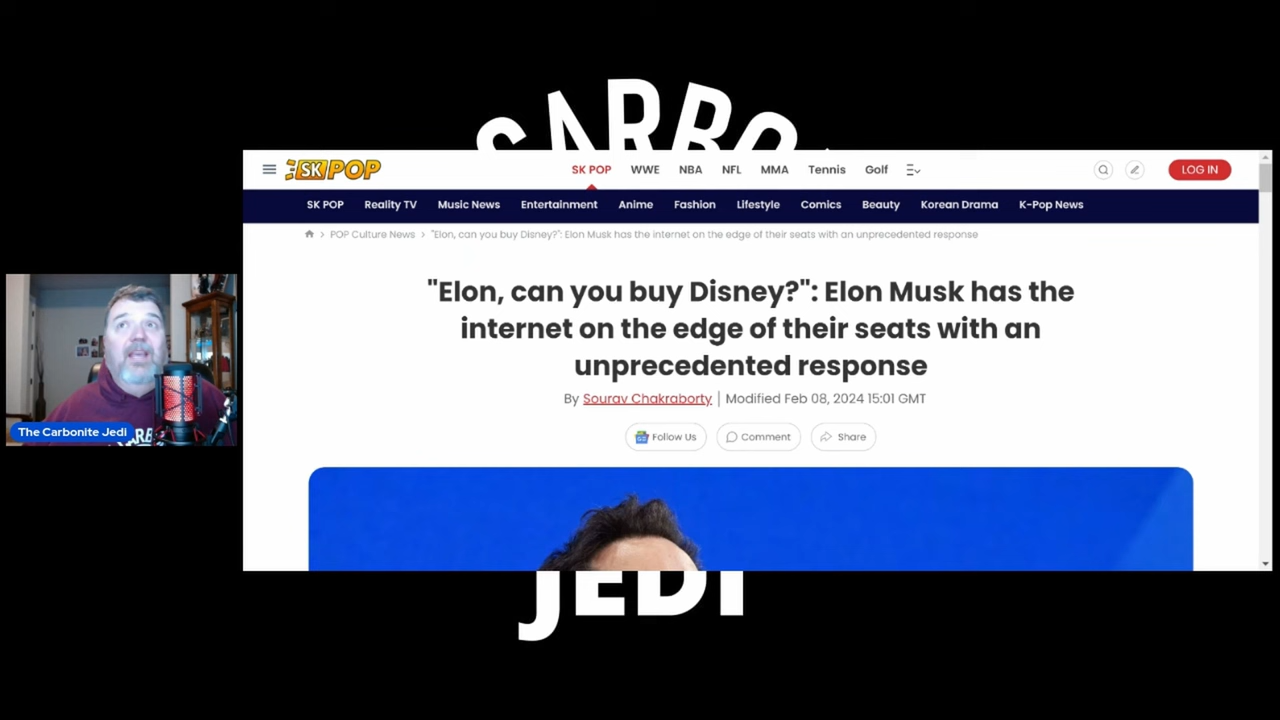 CARBO
SK POP
SK POP WWE NBA NFL MMA Tennis Golf
LOG IN
SK POP Reality TV Music News Entertainment Anime Fashion Lifestyle Comics Beauty Korean Drama K-Pop News
> POP Culture News > "Elon, can you buy Disney?": Elon Musk has the internet on the edge of their seats with an unprecedented response
"Elon, can you buy Disney?": Elon Musk has the
internet on the edge of their seats with an
unprecedented response
By Sourav Chakraborty | Modified Feb 08, 2024 15:01 GMT
Follow Us Comment Share
The Carbonite Jedi
JEDI